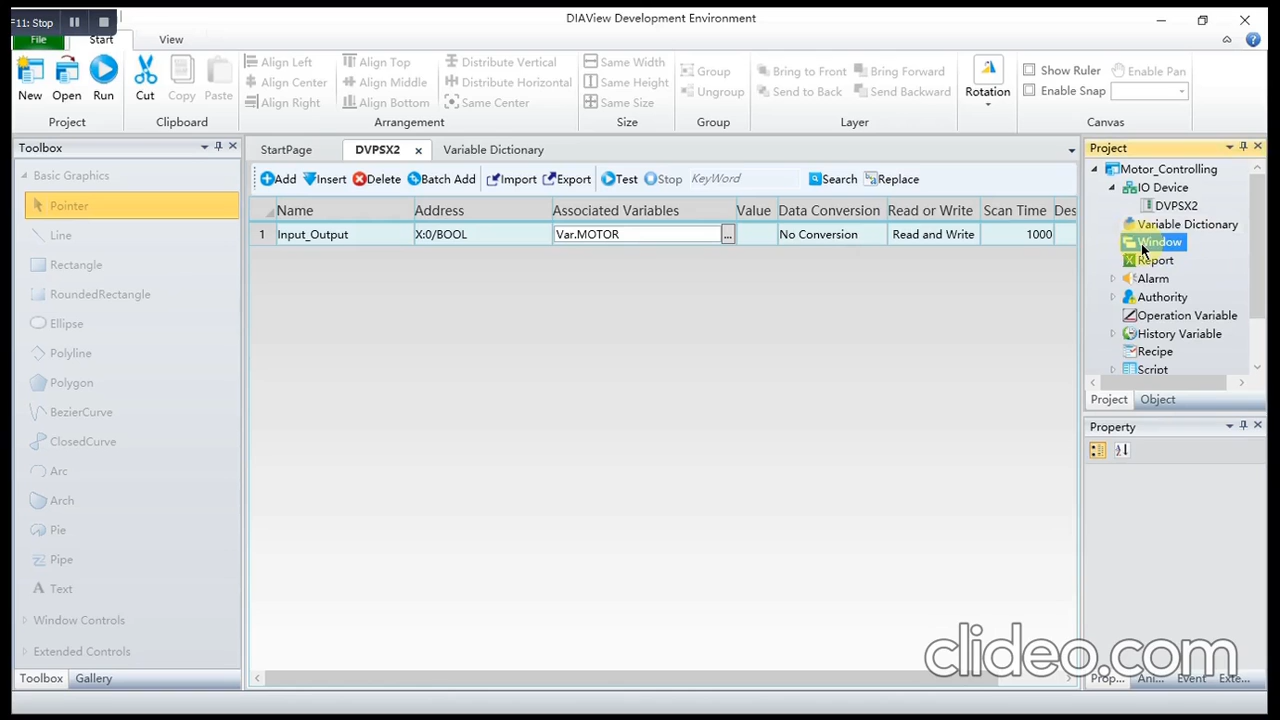 F11: Stop
DIAView Development Environment
File
Start
View
New
Open
Run
Cut
Copy
Paste
Align Left
Align Center
Align Right
Align Top
Align Middle
Align Bottom
Distribute Vertical
Distribute Horizontal
Same Center
Same Width
Same Height
Same Size
Group
Ungroup
Bring to Front
Send to Back
Bring Forward
Send Backward
Rotation
Show Ruler
Enable Snap
Enable Pan
Project
Clipboard
Arrangement
Size
Group
Layer
Canvas
Toolbox
Basic Graphics
Pointer
Line
Rectangle
RoundedRectangle
Ellipse
Polyline
Polygon
BezierCurve
ClosedCurve
Arc
Arch
Pie
Pipe
A Text
Window Controls
Extended Controls
Toolbox
Gallery
StartPage
DVPSX2
Variable Dictionary
Add
Insert
Delete
Batch Add
Import
Export
Test
Stop
KeyWord
Search
Replace
Name Address Associated Variables Value Data Conversion Read or Write Scan Time Des
1 Input_Output X:0/BOOL Var.MOTOR ... No Conversion Read and Write 1000
Project
Motor_Controlling
IO Device
DVPSX2
Variable Dictionary
Window
Report
Alarm
Authority
Operation Variable
History Variable
Recipe
Script
Project
Object
Property
Prop...
Ani...
Event
Exte...
clideo.com